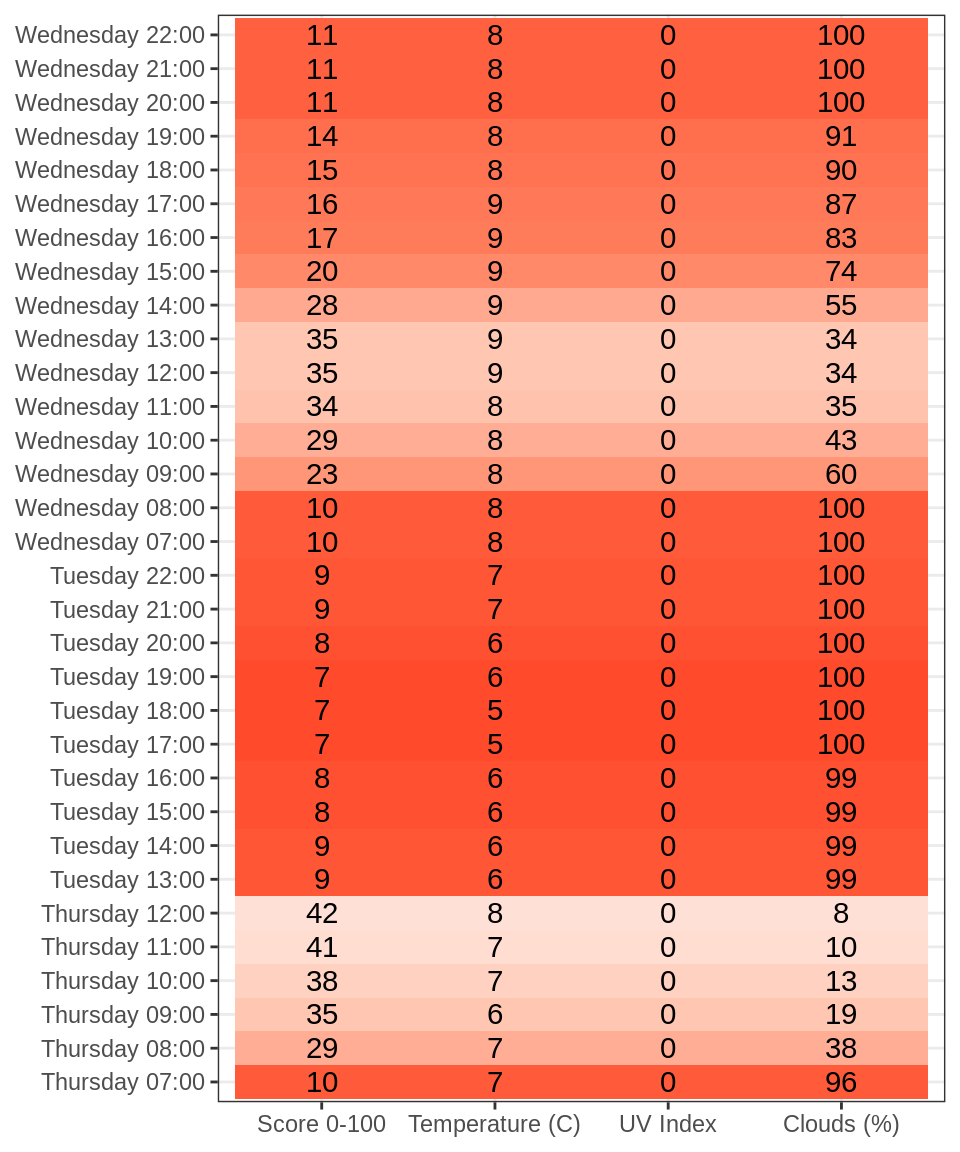 Wednesday 22:00 11 8 0 100
Wednesday 21:00 11 8 0 100
Wednesday 20:00 11 8 0 100
Wednesday 19:00 14 8 0 91
Wednesday 18:00 15 8 0 90
Wednesday 17:00 16 9 0 87
Wednesday 16:00 17 9 0 83
Wednesday 15:00 20 9 0 74
Wednesday 14:00 28 9 0 55
Wednesday 13:00 35 9 0 34
Wednesday 12:00 35 9 0 34
Wednesday 11:00 34 8 0 35
Wednesday 10:00 29 8 0 43
Wednesday 09:00 23 8 0 60
Wednesday 08:00 10 8 0 100
Wednesday 07:00 10 8 0 100
Tuesday 22:00 9 7 0 100
Tuesday 21:00 9 7 0 100
Tuesday 20:00 8 6 0 100
Tuesday 19:00 7 6 0 100
Tuesday 18:00 7 5 0 100
Tuesday 17:00 7 5 0 100
Tuesday 16:00 8 6 0 99
Tuesday 15:00 8 6 0 99
Tuesday 14:00 9 6 0 99
Tuesday 13:00 9 6 0 99
Thursday 12:00 42 8 0 8
Thursday 11:00 41 7 0 10
Thursday 10:00 38 7 0 13
Thursday 09:00 35 6 0 19
Thursday 08:00 29 7 0 38
Thursday 07:00 10 7 0 96
Score 0-100 Temperature (C) UV Index Clouds (%)